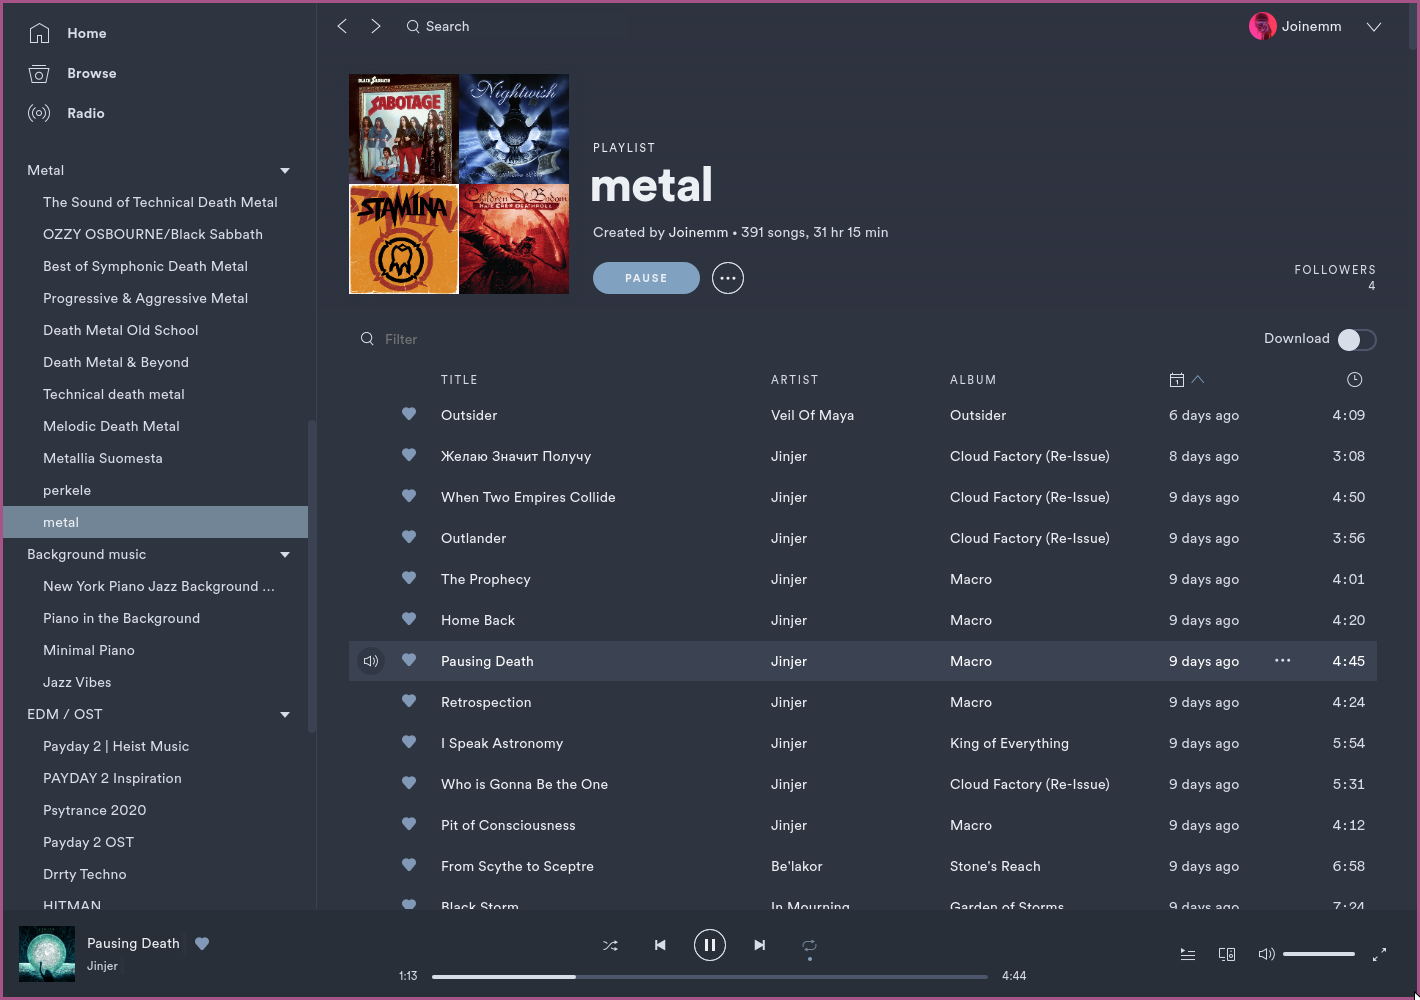 Home
Browse
Radio
Metal
The Sound of Technical Death Metal
OZZY OSBOURNE/Black Sabbath
Best of Symphonic Death Metal
Progressive & Aggressive Metal
Death Metal Old School
Death Metal & Beyond
Technical death metal
Melodic Death Metal
Metallia Suomesta
perkele
metal
Background music
New York Piano Jazz Background ...
Piano in the Background
Minimal Piano
Jazz Vibes
EDM / OST
Payday 2 | Heist Music
PAYDAY 2 Inspiration
Psytrance 2020
Payday 2 OST
Drrty Techno
HITMAN
Search
Joinemm
BLACK SABBATH
SABOTAGE
Nightwish
STAMINA
Children Of Bodom
HATE CREW DEATHROLL
PLAYLIST
metal
Created by Joinemm • 391 songs, 31 hr 15 min
PAUSE
FOLLOWERS
4
Filter
Download
TITLE ARTIST ALBUM
Outsider Veil Of Maya Outsider 6 days ago 4:09
Желаю Значит Получу Jinjer Cloud Factory (Re-Issue) 8 days ago 3:08
When Two Empires Collide Jinjer Cloud Factory (Re-Issue) 9 days ago 4:50
Outlander Jinjer Cloud Factory (Re-Issue) 9 days ago 3:56
The Prophecy Jinjer Macro 9 days ago 4:01
Home Back Jinjer Macro 9 days ago 4:20
Pausing Death Jinjer Macro 9 days ago 4:45
Retrospection Jinjer Macro 9 days ago 4:24
I Speak Astronomy Jinjer King of Everything 9 days ago 5:54
Who is Gonna Be the One Jinjer Cloud Factory (Re-Issue) 9 days ago 5:31
Pit of Consciousness Jinjer Macro 9 days ago 4:12
From Scythe to Sceptre Be'lakor Stone's Reach 9 days ago 6:58
Black Storm In Mourning Garden of Storms 9 days ago 7:24
Pausing Death
Jinjer
1:13
4:44